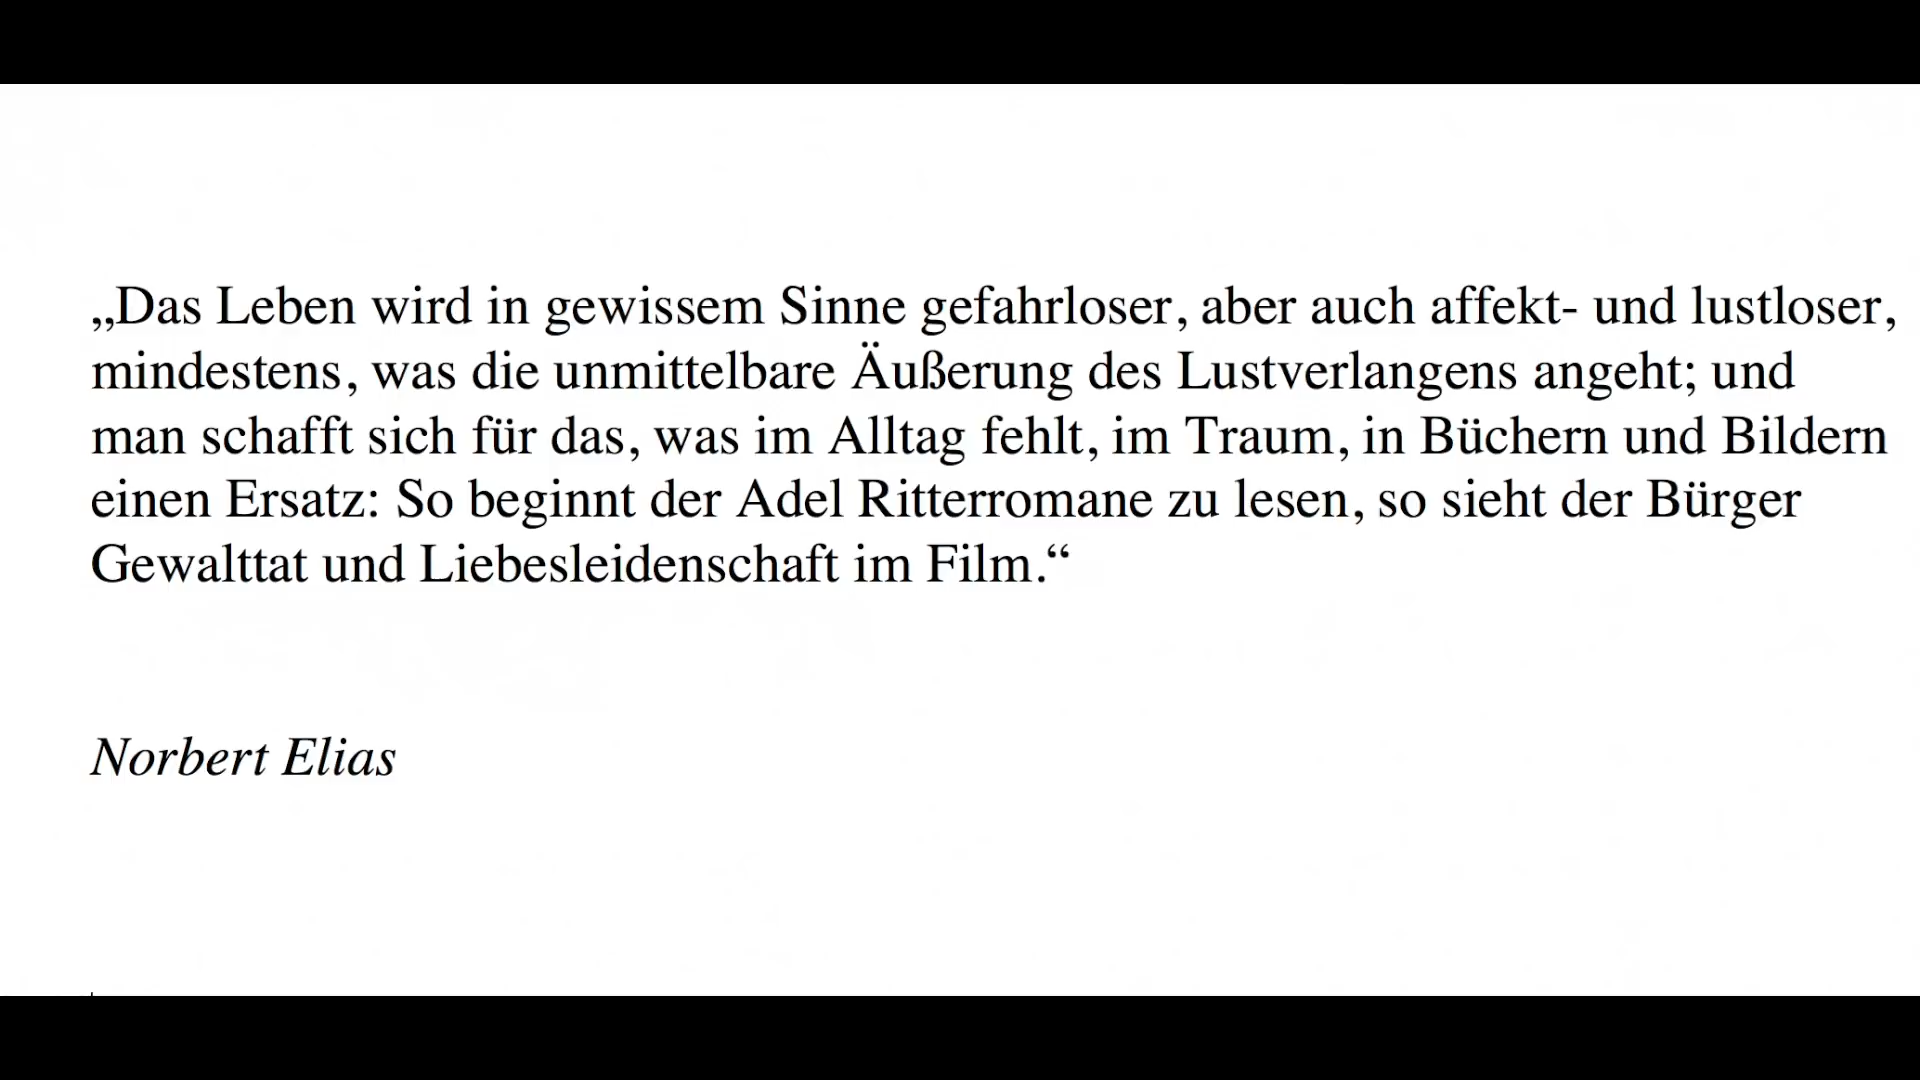 „Das Leben wird in gewissem Sinne gefahrloser, aber auch affekt- und lustloser,
mindestens, was die unmittelbare Äußerung des Lustverlangens angeht; und
man schafft sich für das, was im Alltag fehlt, im Traum, in Büchern und Bildern
einen Ersatz: So beginnt der Adel Ritterromane zu lesen, so sieht der Bürger
Gewalttat und Liebesleidenschaft im Film.“
Norbert Elias